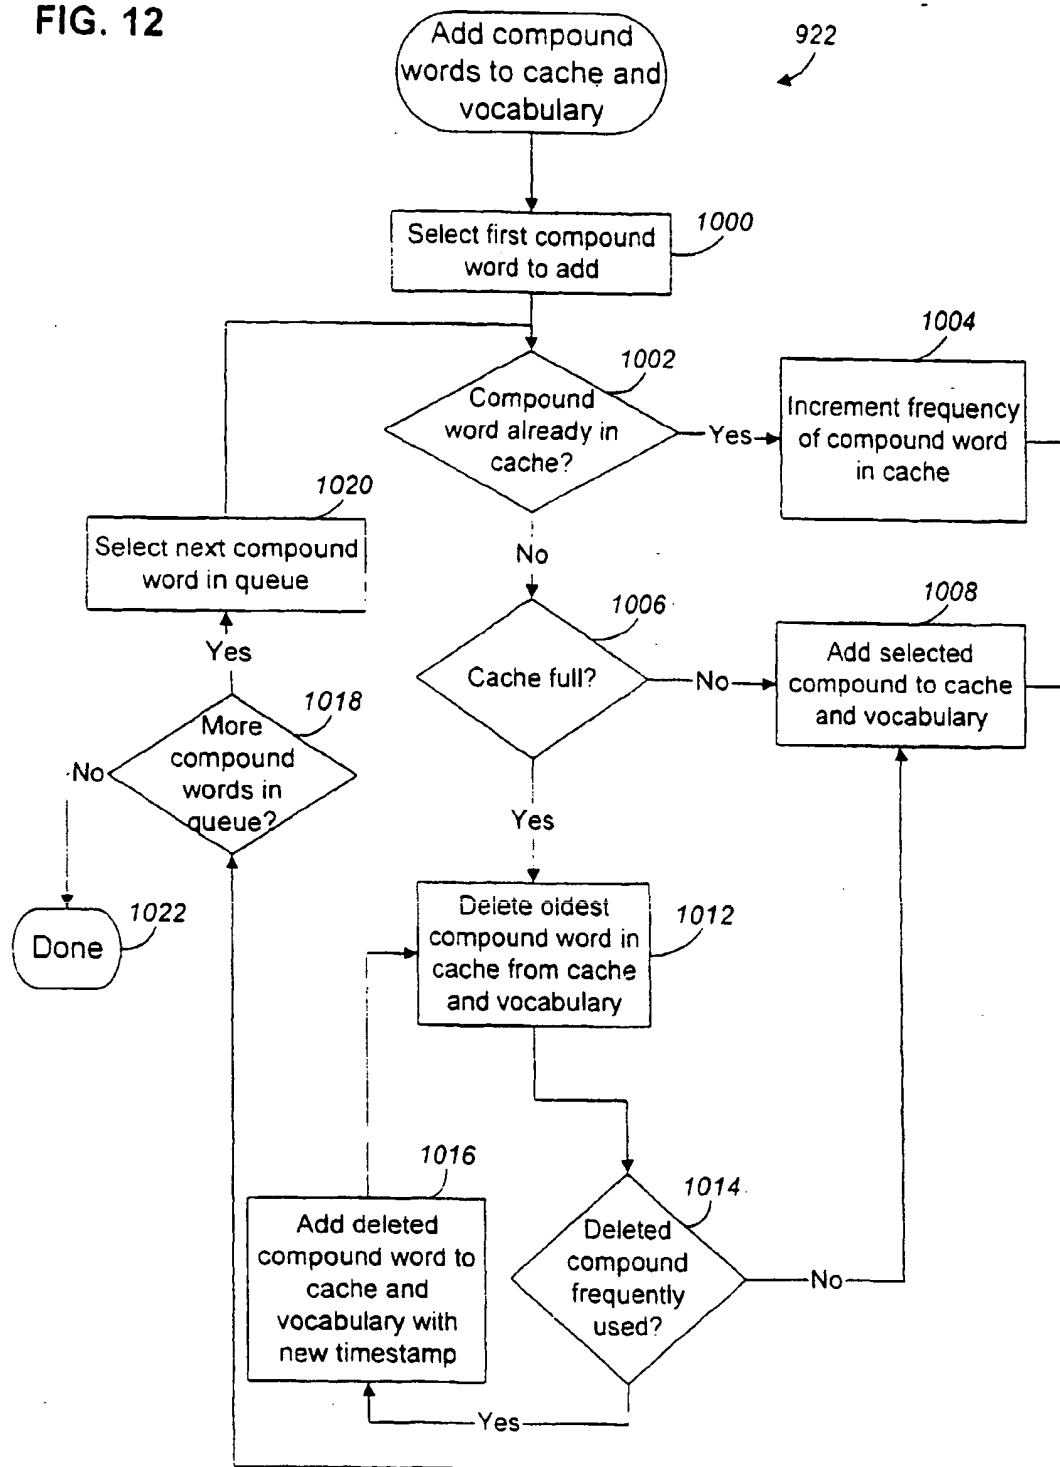 FIG. 12
Add compound
words to cache and
vocabulary
922
Select first compound
word to add
1000
Compound
word already in
cache?
1002
Yes
Increment frequency
of compound word
in cache
1004
No
Select next compound
word in queue
1020
Yes
Cache full?
1006
No
Add selected
compound to cache
and vocabulary
1008
More
compound
words in
queue?
1018
No
Done
1022
Yes
Delete oldest
compound word in
cache from cache
and vocabulary
1012
Add deleted
compound word to
cache and
vocabulary with
new timestamp
1016
Deleted
compound
frequently
used?
1014
No
Yes